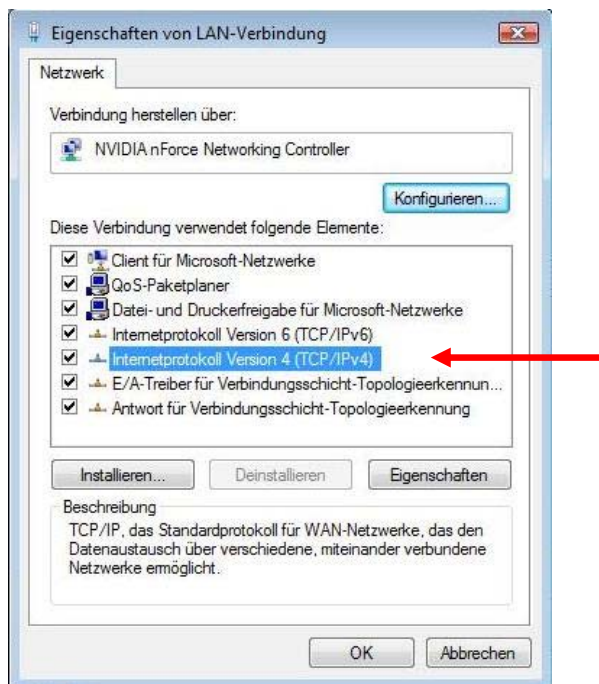 Eigenschaften von LAN-Verbindung
Netzwerk
Verbindung herstellen über:
NVIDIA nForce Networking Controller
Konfigurieren...
Diese Verbindung verwendet folgende Elemente:
Client für Microsoft-Netzwerke
QoS-Paketplaner
Datei- und Druckerfreigabe für Microsoft-Netzwerke
Internetprotokoll Version 6 (TCP/IPv6)
Internetprotokoll Version 4 (TCP/IPv4)
E/A-Treiber für Verbindungsschicht-Topologieerkennun...
Antwort für Verbindungsschicht-Topologieerkennung
Installieren... Deinstallieren Eigenschaften
Beschreibung
TCP/IP, das Standardprotokoll für WAN-Netzwerke, das den
Datenaustausch über verschiedene, miteinander verbundene
Netzwerke ermöglicht.
OK Abbrechen